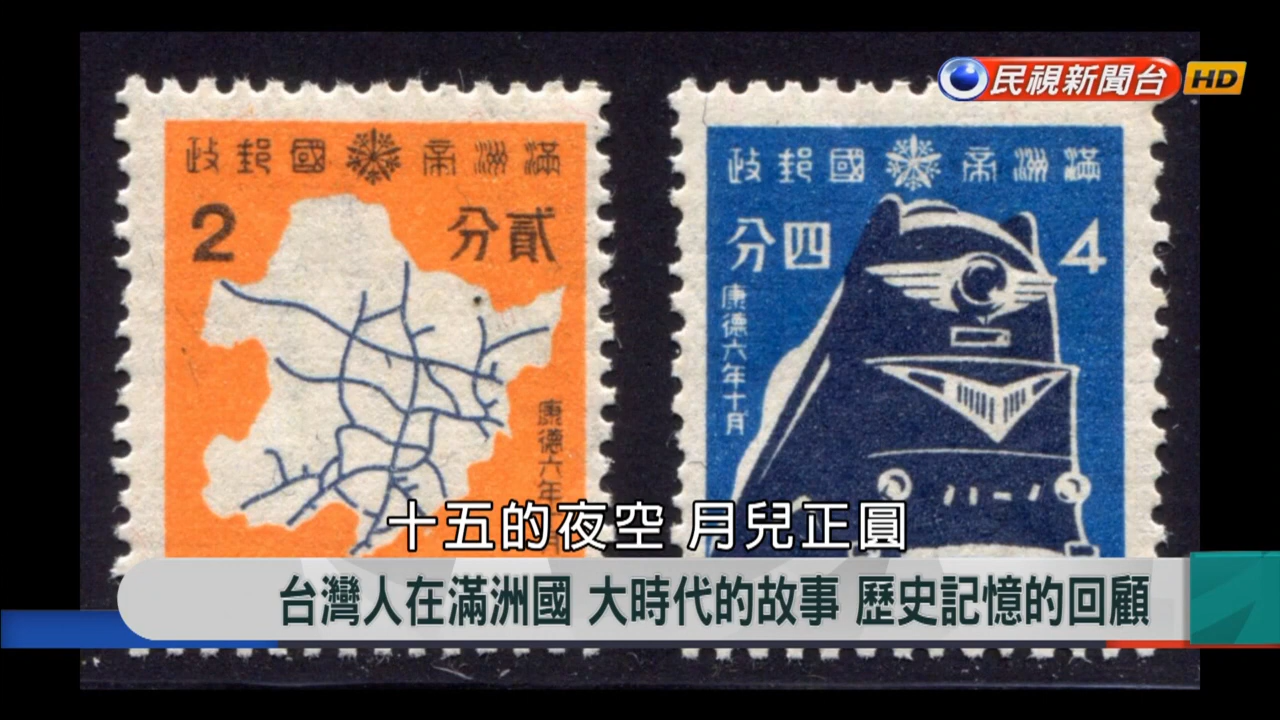 民視新聞台 HD
政郵國帝洲滿
2 分貳
康德六年
政郵國帝洲滿
分四 4
康德六年十月
十五的夜空 月兒正圓
台灣人在滿洲國 大時代的故事 歷史記憶的回顧